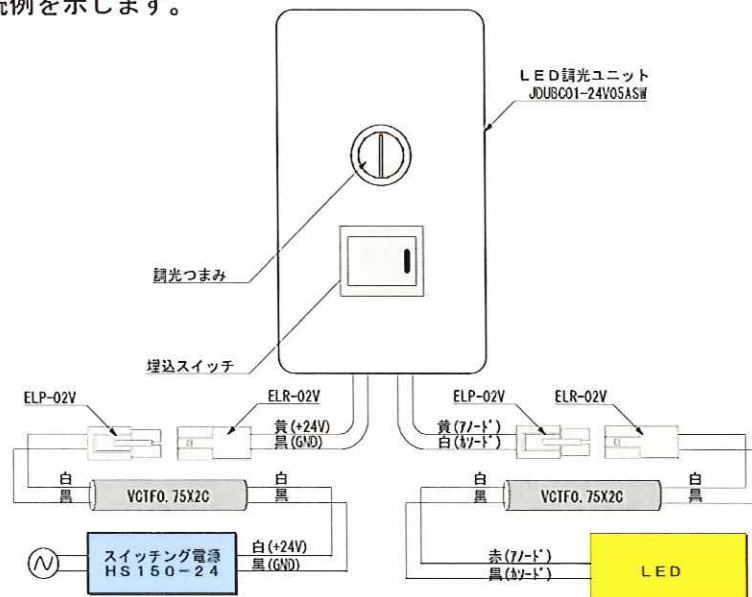 続例を示します。
LED調光ユニット
JDUBC01-24V05ASW
調光つまみ
埋込スイッチ
ELP-02V
ELR-02V
ELP-02V
ELR-02V
黄(+24V)
黒(GND)
黄(ｱﾉｰﾄﾞ)
白(ｶｿｰﾄﾞ)
白
黒
VCTF0.75X2C
白
黒
白
黒
VCTF0.75X2C
白
黒
スイッチング電源
HS150-24
白(+24V)
黒(GND)
赤(ｱﾉｰﾄﾞ)
黒(ｶｿｰﾄﾞ)
LED